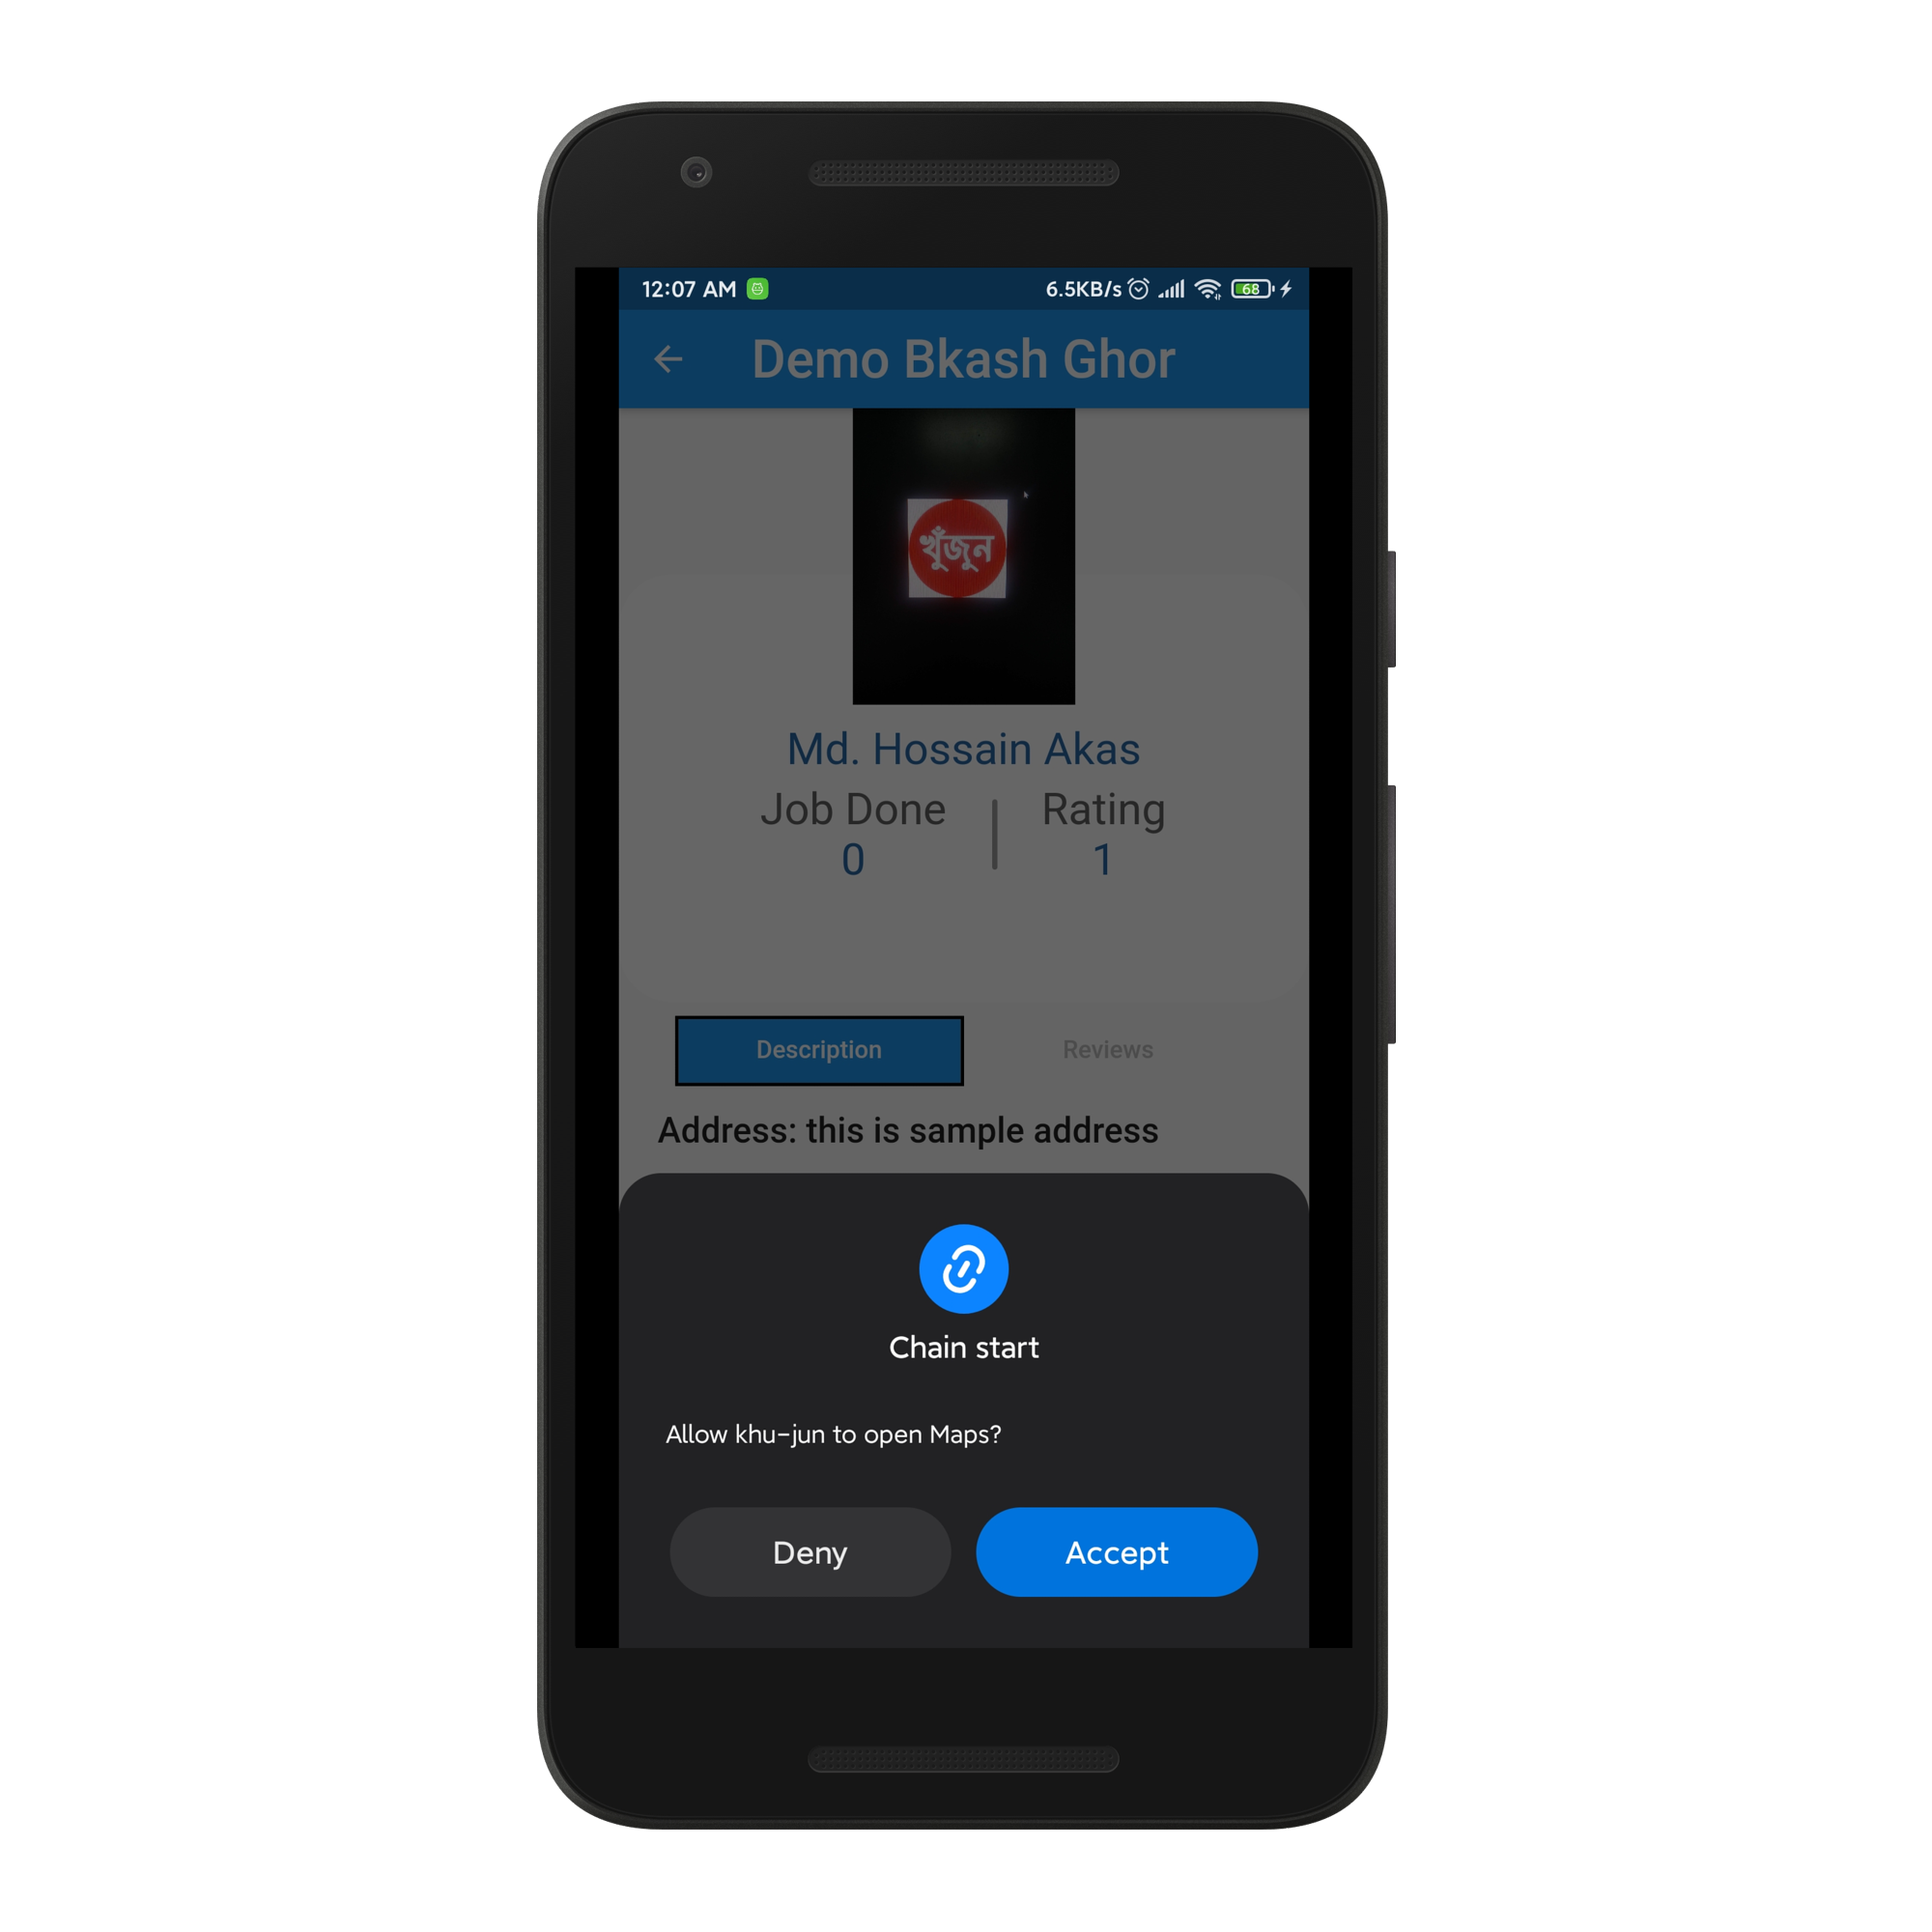 12:07 AM 6.5KB/s 68
Demo Bkash Ghor
খুঁজুন
Md. Hossain Akas
Job Done Rating
0 1
Description Reviews
Address: this is sample address
Chain start
Allow khu-jun to open Maps?
Deny Accept